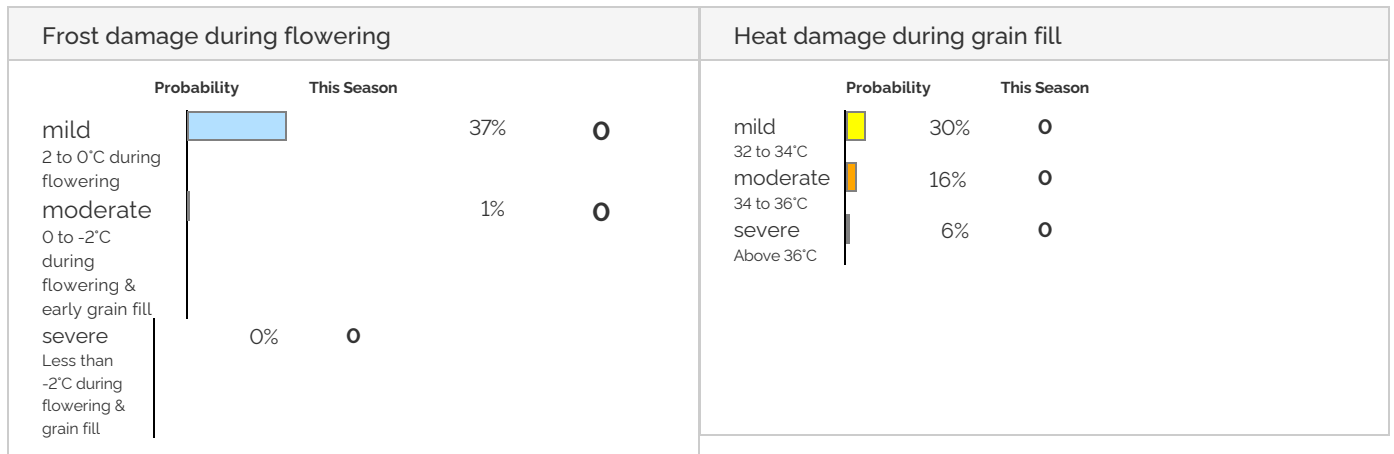 Frost damage during flowering
Probability This Season
mild 37% 0
2 to 0°C during
flowering
moderate 1% 0
0 to -2°C
during
flowering &
early grain fill
severe 0% 0
Less than
-2°C during
flowering &
grain fill
Heat damage during grain fill
Probability This Season
mild 30% 0
32 to 34°C
moderate 16% 0
34 to 36°C
severe 6% 0
Above 36°C